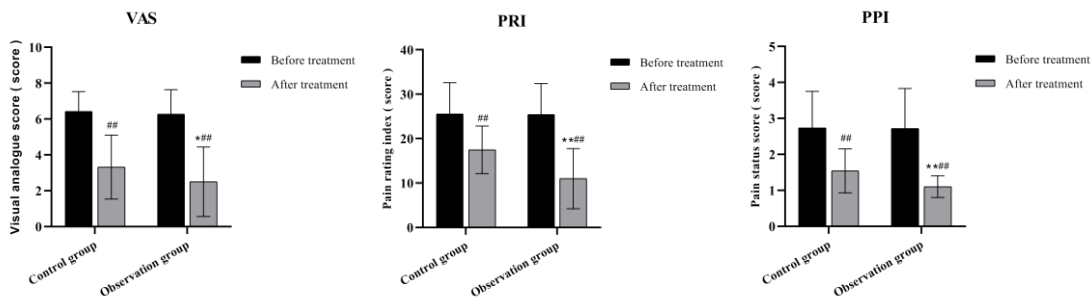 VAS
Visual analogue score ( score )
10
8
6
4
2
0
##
*##
Control group
Observation group
Before treatment
After treatment
PRI
Pain rating index ( score )
40
30
20
10
0
##
**##
Control group
Observation group
Before treatment
After treatment
PPI
Pain status score ( score )
5
4
3
2
1
0
##
**##
Control group
Observation group
Before treatment
After treatment